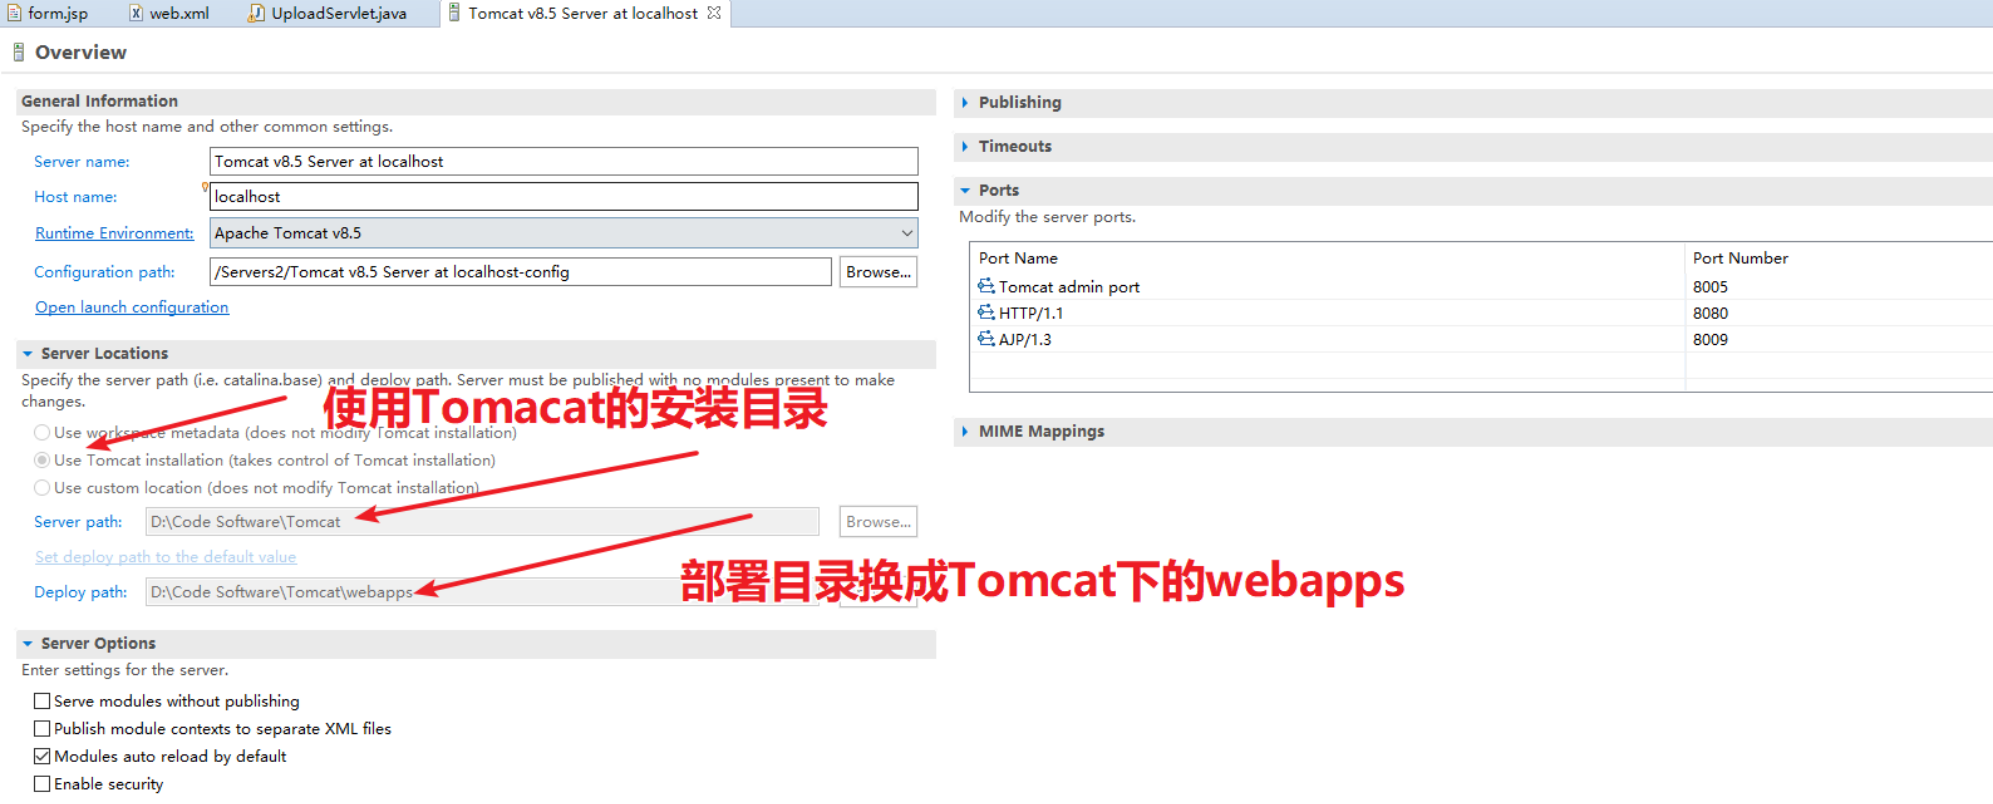 form.jsp
web.xml
UploadServlet.java
Tomcat v8.5 Server at localhost
Overview
General Information
Specify the host name and other common settings.
Server name:
Tomcat v8.5 Server at localhost
Host name:
localhost
Runtime Environment:
Apache Tomcat v8.5
Configuration path:
/Servers2/Tomcat v8.5 Server at localhost-config
Browse...
Open launch configuration
Server Locations
Specify the server path (i.e. catalina.base) and deploy path. Server must be published with no modules present to make
changes.
使用Tomacat的安装目录
Use workspace metadata (does not modify Tomcat installation)
Use Tomcat installation (takes control of Tomcat installation)
Use custom location (does not modify Tomcat installation)
Server path:
D:\Code Software\Tomcat
Browse...
Set deploy path to the default value
部署目录换成Tomcat下的webapps
Deploy path:
D:\Code Software\Tomcat\webapps
Server Options
Enter settings for the server.
Serve modules without publishing
Publish module contexts to separate XML files
Modules auto reload by default
Enable security
Publishing
Timeouts
Ports
Modify the server ports.
Port Name
Port Number
Tomcat admin port
8005
HTTP/1.1
8080
AJP/1.3
8009
MIME Mappings